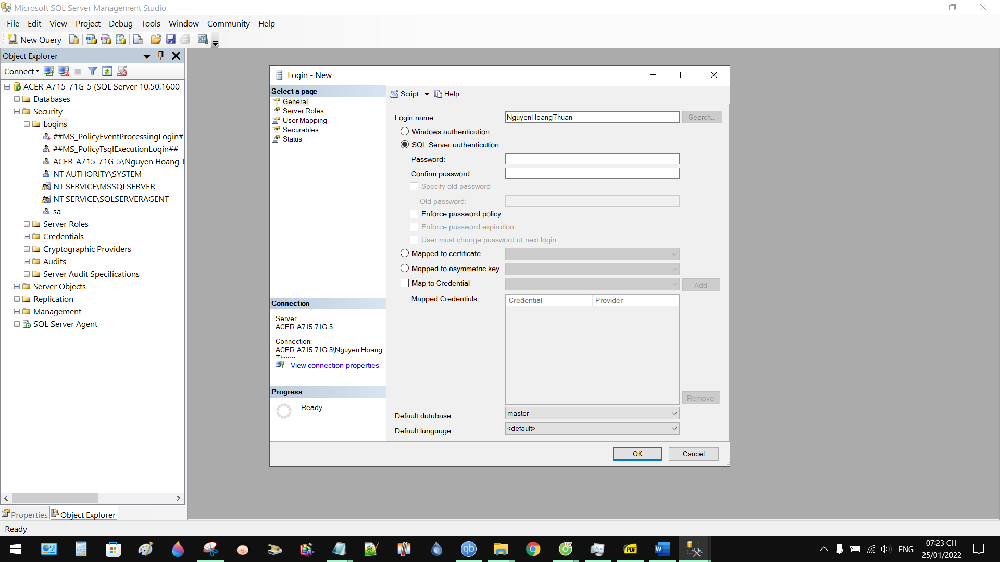 Microsoft SQL Server Management Studio
File Edit View Project Debug Tools Window Community Help
New Query
Object Explorer
Connect
ACER-A715-71G-5 (SQL Server 10.50.1600 -
Databases
Security
Logins
##MS_PolicyEventProcessingLogin#
##MS_PolicyTsqlExecutionLogin##
ACER-A715-71G-5\Nguyen Hoang T
NT AUTHORITY\SYSTEM
NT SERVICE\MSSQLSERVER
NT SERVICE\SQLSERVERAGENT
sa
Server Roles
Credentials
Cryptographic Providers
Audits
Server Audit Specifications
Server Objects
Replication
Management
SQL Server Agent
Properties
Object Explorer
Ready
Login - New
Select a page
General
Server Roles
User Mapping
Securables
Status
Connection
Server:
ACER-A715-71G-5
Connection:
ACER-A715-71G-5\Nguyen Hoang
Thuan
View connection properties
Progress
Ready
Script Help
Login name: NguyenHoangThuan Search...
Windows authentication
SQL Server authentication
Password:
Confirm password:
Specify old password
Old password:
Enforce password policy
Enforce password expiration
User must change password at next login
Mapped to certificate
Mapped to asymmetric key
Map to Credential Add
Mapped Credentials Credential Provider
Remove
Default database: master
Default language: <default>
OK Cancel
qb
PDF
W
ENG
07:23 CH
25/01/2022